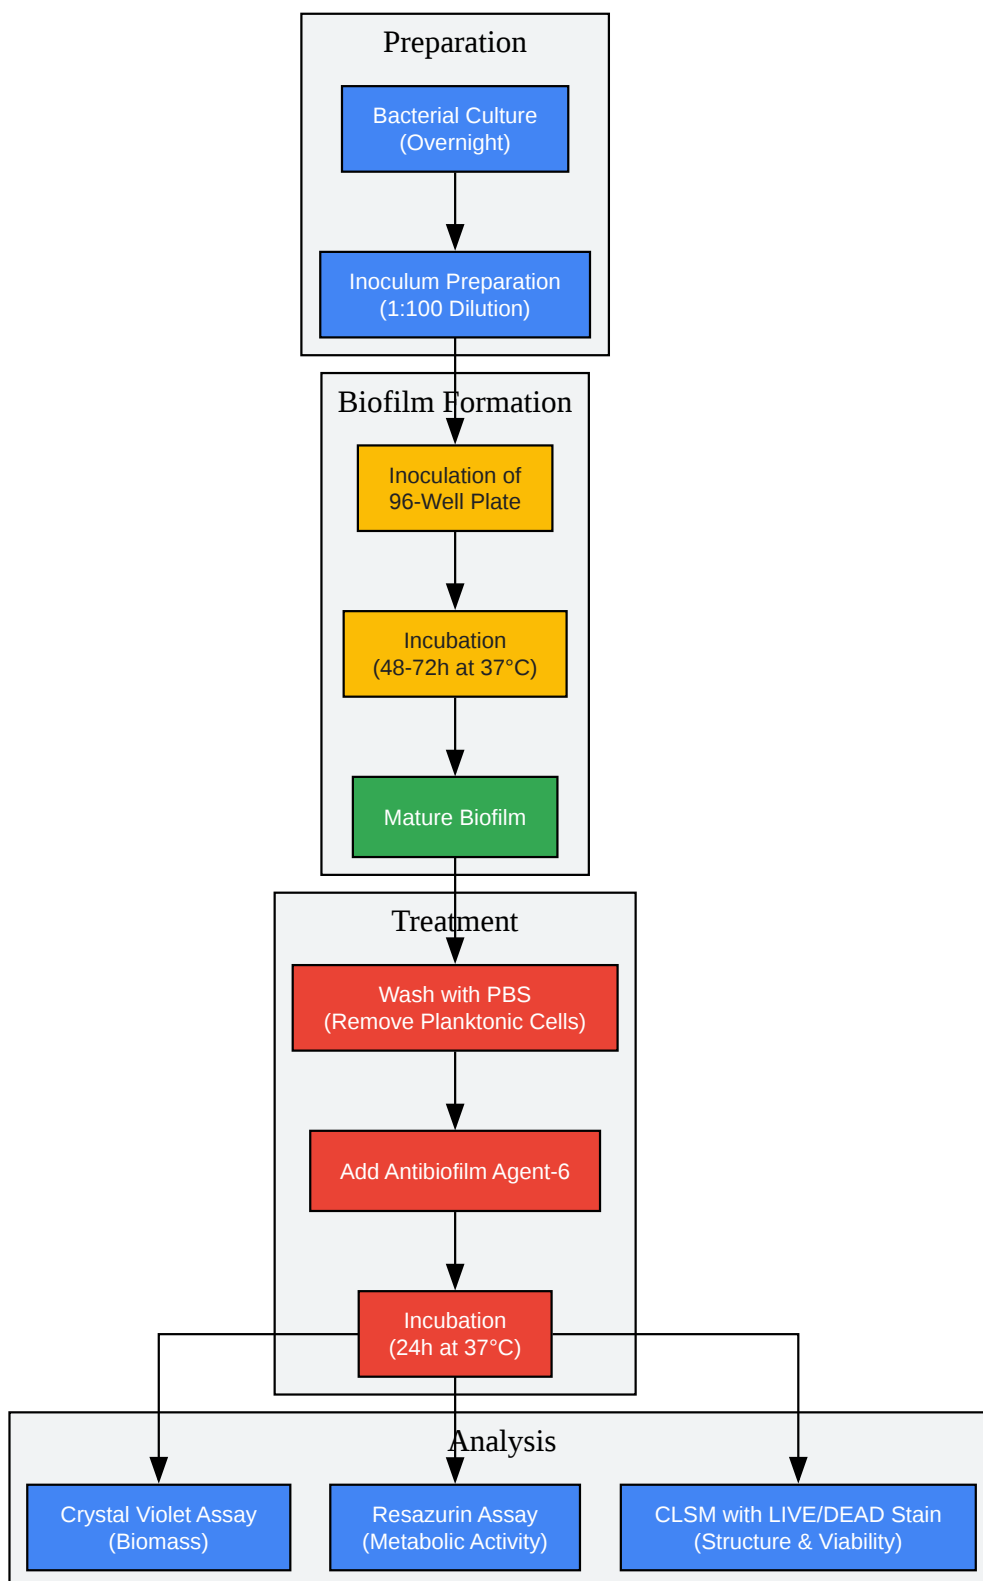 Preparation
Bacterial Culture
(Overnight)
Inoculum Preparation
(1:100 Dilution)
Biofilm Formation
Inoculation of
96-Well Plate
Incubation
(48-72h at 37°C)
Mature Biofilm
Treatment
Wash with PBS
(Remove Planktonic Cells)
Add Antibiofilm Agent-6
Incubation
(24h at 37°C)
Analysis
Crystal Violet Assay
(Biomass)
Resazurin Assay
(Metabolic Activity)
CLSM with LIVE/DEAD Stain
(Structure & Viability)